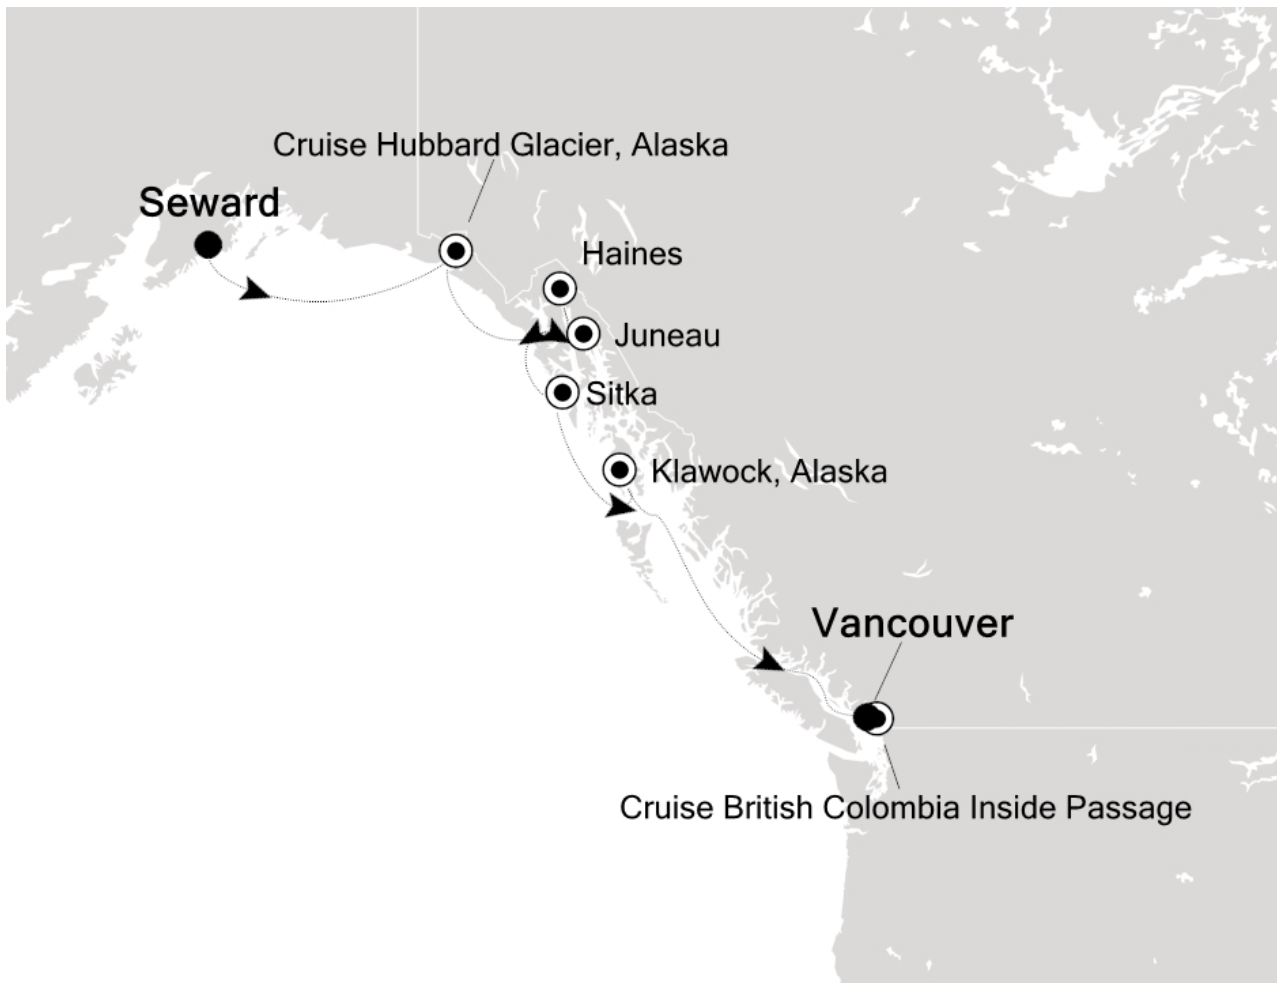 Cruise Hubbard Glacier, Alaska
Seward
Haines
Juneau
Sitka
Klawock, Alaska
Vancouver
Cruise British Colombia Inside Passage